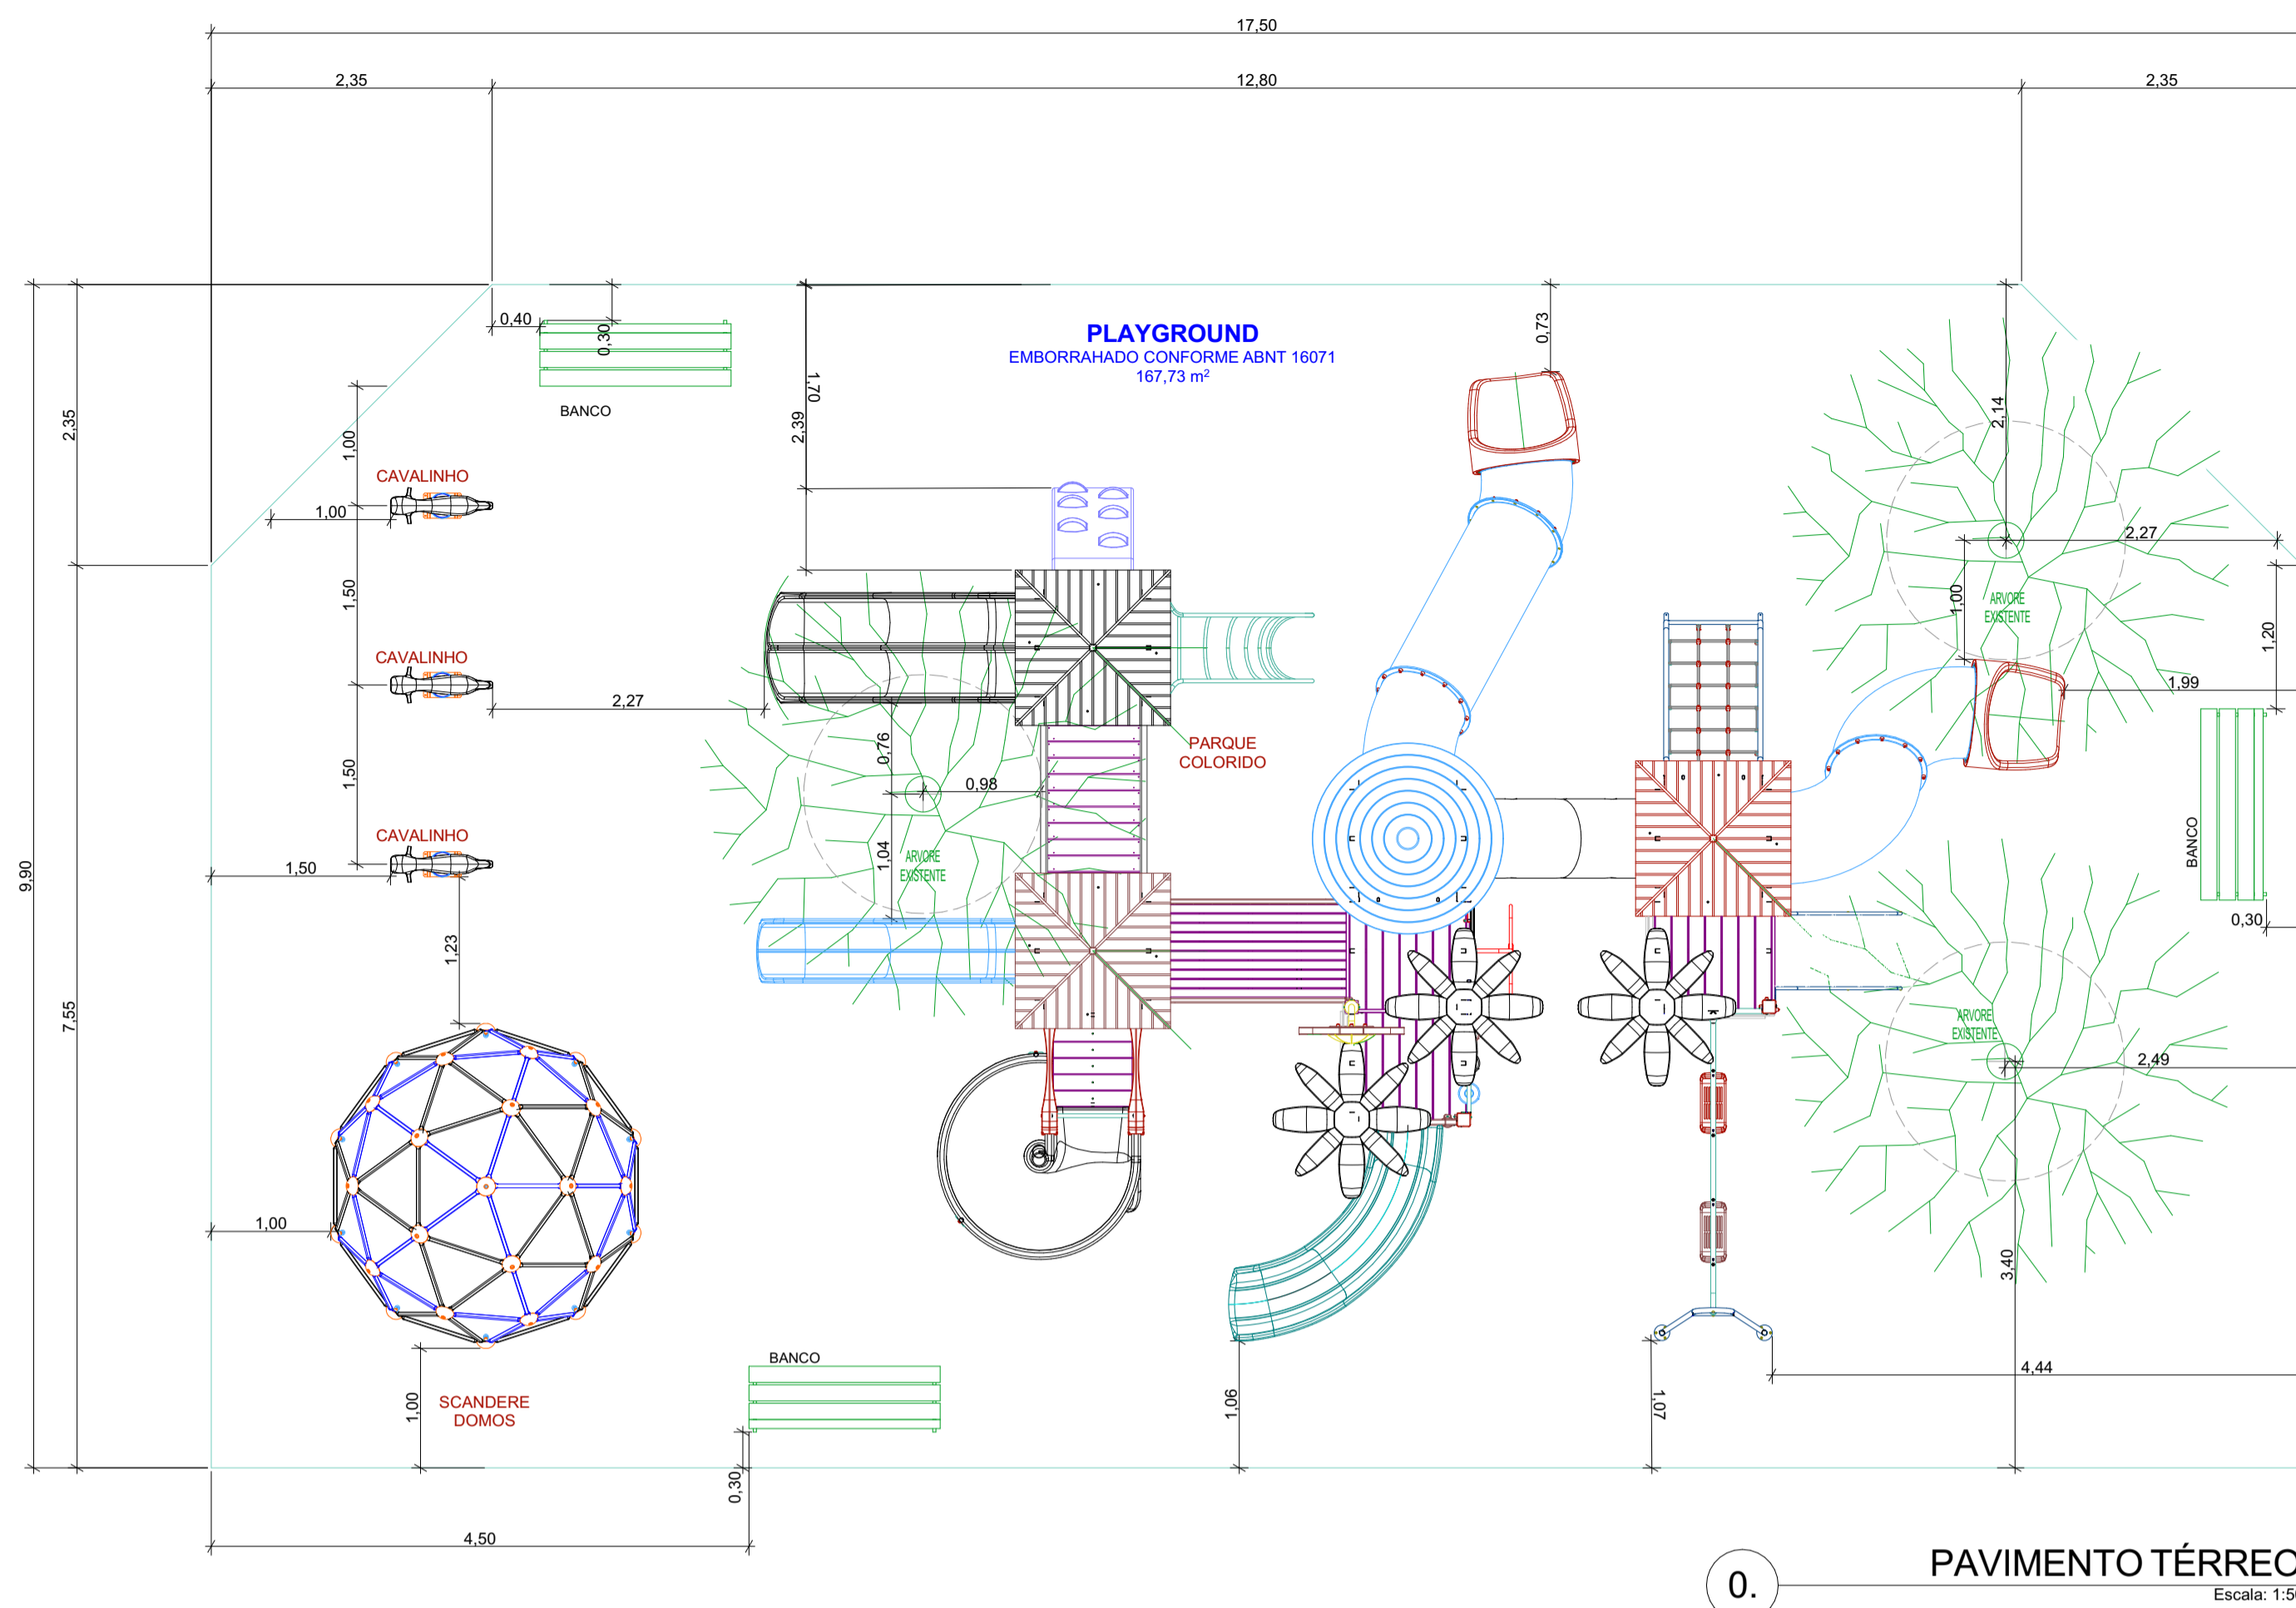 17,50
2,35
12,80
2,35
0,40
0,30
PLAYGROUND
EMBORRAHADO CONFORME ABNT 16071
167,73 m²
0,73
1,70
2,39
2,35
BANCO
2,14
1,00
CAVALINHO
1,00
2,27
1,50
1,00
ARVORE
EXISTENTE
1,20
CAVALINHO
2,27
1,99
0,76
PARQUE
COLORIDO
1,50
0,98
CAVALINHO
1,50
1,04
ARVORE
EXISTENTE
BANCO
9,90
0,30
1,23
7,55
ARVORE
EXISTENTE
2,49
1,00
3,40
BANCO
4,44
1,00
SCANDERE
DOMOS
1,06
1,07
0,30
4,50
0.
PAVIMENTO TÉRREO
Escala: